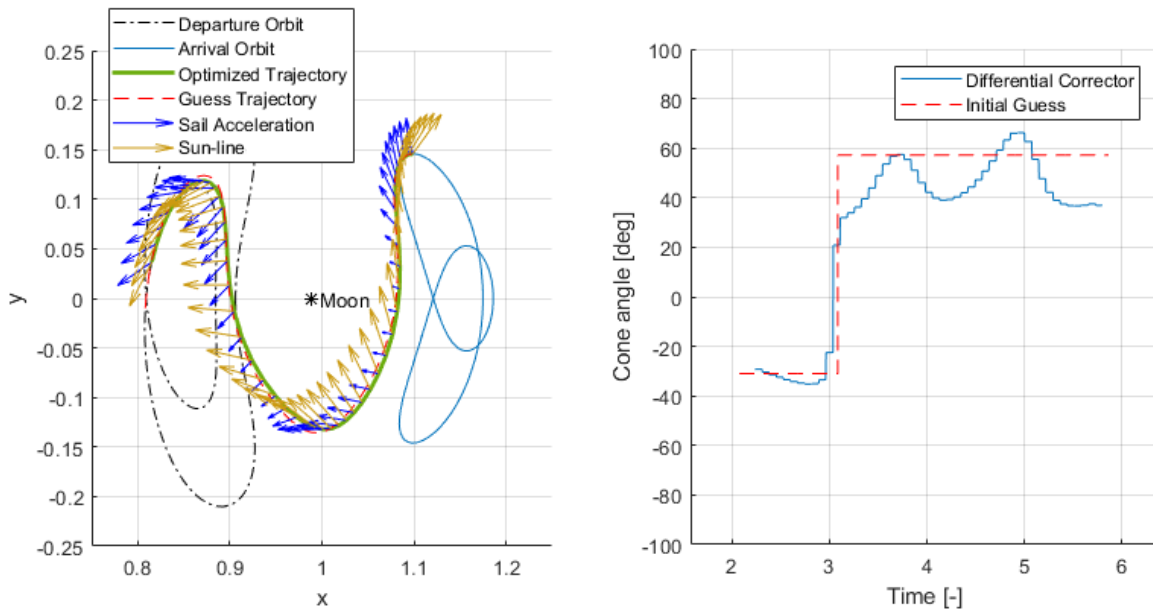 Departure Orbit
Arrival Orbit
Optimized Trajectory
Guess Trajectory
Sail Acceleration
Sun-line
0.25
0.2
0.15
0.1
0.05
0
-0.05
-0.1
-0.15
-0.2
-0.25
y
Moon
0.8
0.9
1
1.1
1.2
x
Differential Corrector
Initial Guess
100
80
60
40
20
0
-20
-40
-60
-80
-100
Cone angle [deg]
2
3
4
5
6
Time [-]